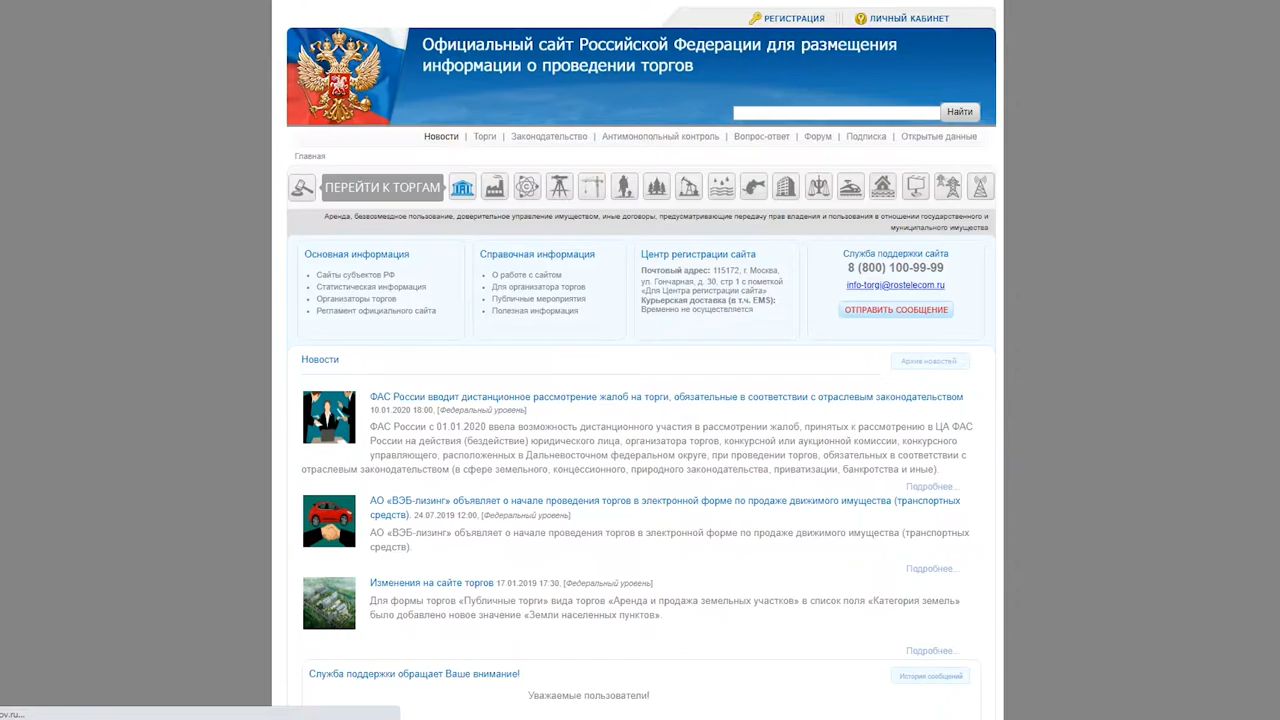 РЕГИСТРАЦИЯ
ЛИЧНЫЙ КАБИНЕТ
Официальный сайт Российской Федерации для размещения
информации о проведении торгов
Найти
Новости | Торги | Законодательство | Антимонопольный контроль | Вопрос-ответ | Форум | Подписка | Открытые данные
Главная
ПЕРЕЙТИ К ТОРГАМ
Аренда, безвозмездное пользование, доверительное управление имуществом, иные договоры, предусматривающие передачу прав владения и пользования в отношении государственного и
муниципального имущества
Основная информация
Сайты субъектов РФ
Статистическая информация
Организаторы торгов
Регламент официального сайта
Справочная информация
О работе с сайтом
Для организатора торгов
Публичные мероприятия
Полезная информация
Центр регистрации сайта
Почтовый адрес: 115172, г. Москва,
ул. Гончарная, д. 30, стр 1 с пометкой
«Для Центра регистрации сайта»
Курьерская доставка (в т.ч. EMS):
Временно не осуществляется
Служба поддержки сайта
8 (800) 100-99-99
info-torgi@rostelecom.ru
ОТПРАВИТЬ СООБЩЕНИЕ
Новости
Архив новостей
ФАС России вводит дистанционное рассмотрение жалоб на торги, обязательные в соответствии с отраслевым законодательством
10.01.2020 18:00, [Федеральный уровень]
ФАС России с 01.01.2020 ввела возможность дистанционного участия в рассмотрении жалоб, принятых к рассмотрению в ЦА ФАС
России на действия (бездействие) юридического лица, организатора торгов, конкурсной или аукционной комиссии, конкурсного
управляющего, расположенных в Дальневосточном федеральном округе, при проведении торгов, обязательных в соответствии с
отраслевым законодательством (в сфере земельного, концессионного, природного законодательства, приватизации, банкротства и иные).
Подробнее...
АО «ВЭБ-лизинг» объявляет о начале проведения торгов в электронной форме по продаже движимого имущества (транспортных
средств). 24.07.2019 12:00, [Федеральный уровень]
АО «ВЭБ-лизинг» объявляет о начале проведения торгов в электронной форме по продаже движимого имущества (транспортных
средств).
Подробнее...
Изменения на сайте торгов 17.01.2019 17:30, [Федеральный уровень]
Для формы торгов «Публичные торги» вида торгов «Аренда и продажа земельных участков» в список поля «Категория земель»
было добавлено новое значение «Земли населенных пунктов».
Подробнее...
Служба поддержки обращает Ваше внимание!
История сообщений
Уважаемые пользователи!
ov.ru...